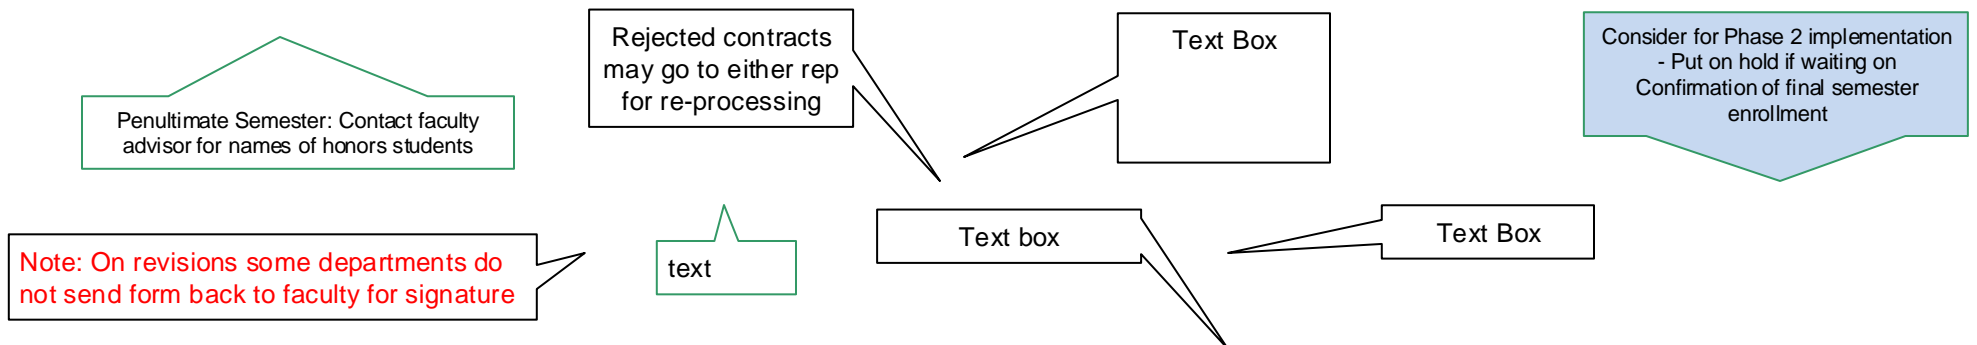 Rejected contracts
may go to either rep
for re-processing
Text Box
Consider for Phase 2 implementation
- Put on hold if waiting on
Confirmation of final semester
enrollment
Penultimate Semester: Contact faculty
advisor for names of honors students
Note: On revisions some departments do
not send form back to faculty for signature
text
Text box
Text Box